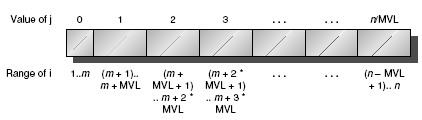 Value of j 0 1 2 3 . . . . . . n/MVL
Range of i 1..m (m + 1).. (m + (m + 2 * . . . . . . (n – MVL
m + MVL MVL + 1) MVL + 1) + 1).. n
.. m + 2 * .. m + 3 *
MVL MVL